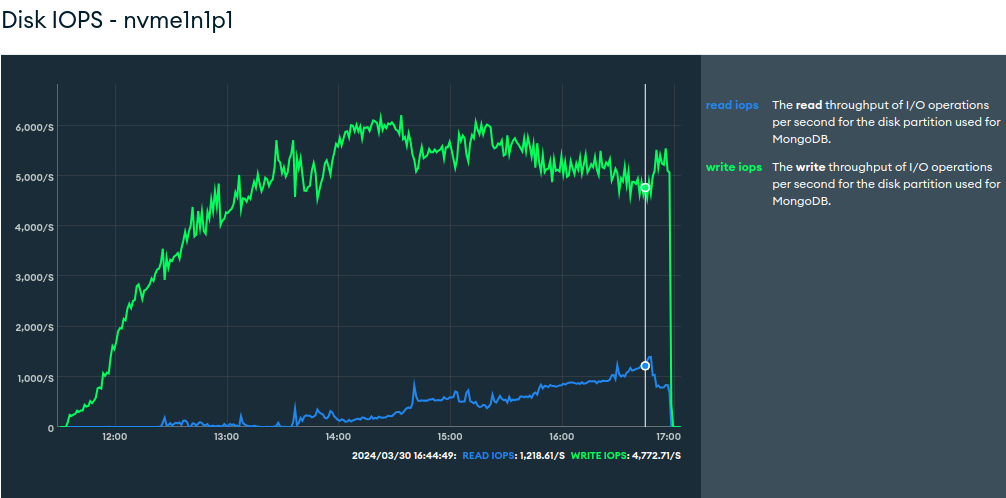 Disk IOPS - nvme1n1p1
6,000/S
5,000/S
4,000/S
3,000/S
2,000/S
1,000/S
0
12:00 13:00 14:00 15:00 16:00 17:00
2024/03/30 16:44:49: READ IOPS: 1,218.61/S WRITE IOPS: 4,772.71/S
read iops The read throughput of I/O operations
per second for the disk partition used for
MongoDB.
write iops The write throughput of I/O operations
per second for the disk partition used for
MongoDB.